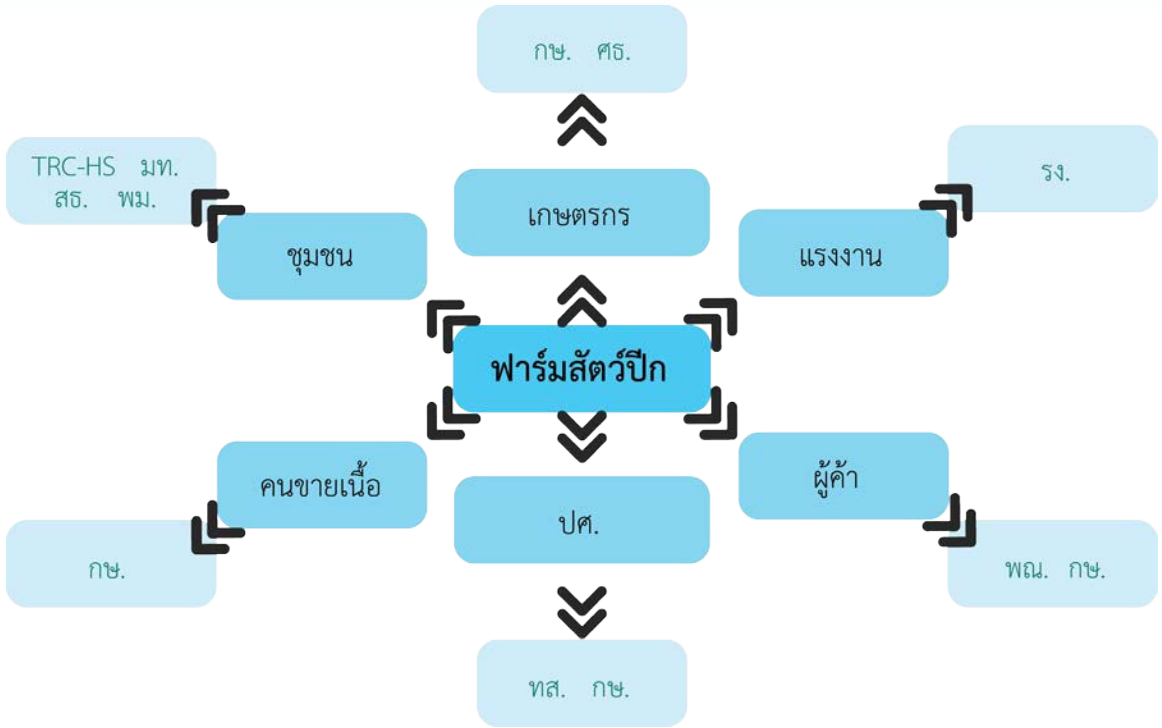 กษ. ศธ.
TRC-HS มท.
สธ. พม.
รง.
เกษตรกร
ชุมชน
แรงงาน
ฟาร์มสัตว์ปีก
คนขายเนื้อ
ผู้ค้า
ปศ.
กษ.
พณ. กษ.
ทส. กษ.